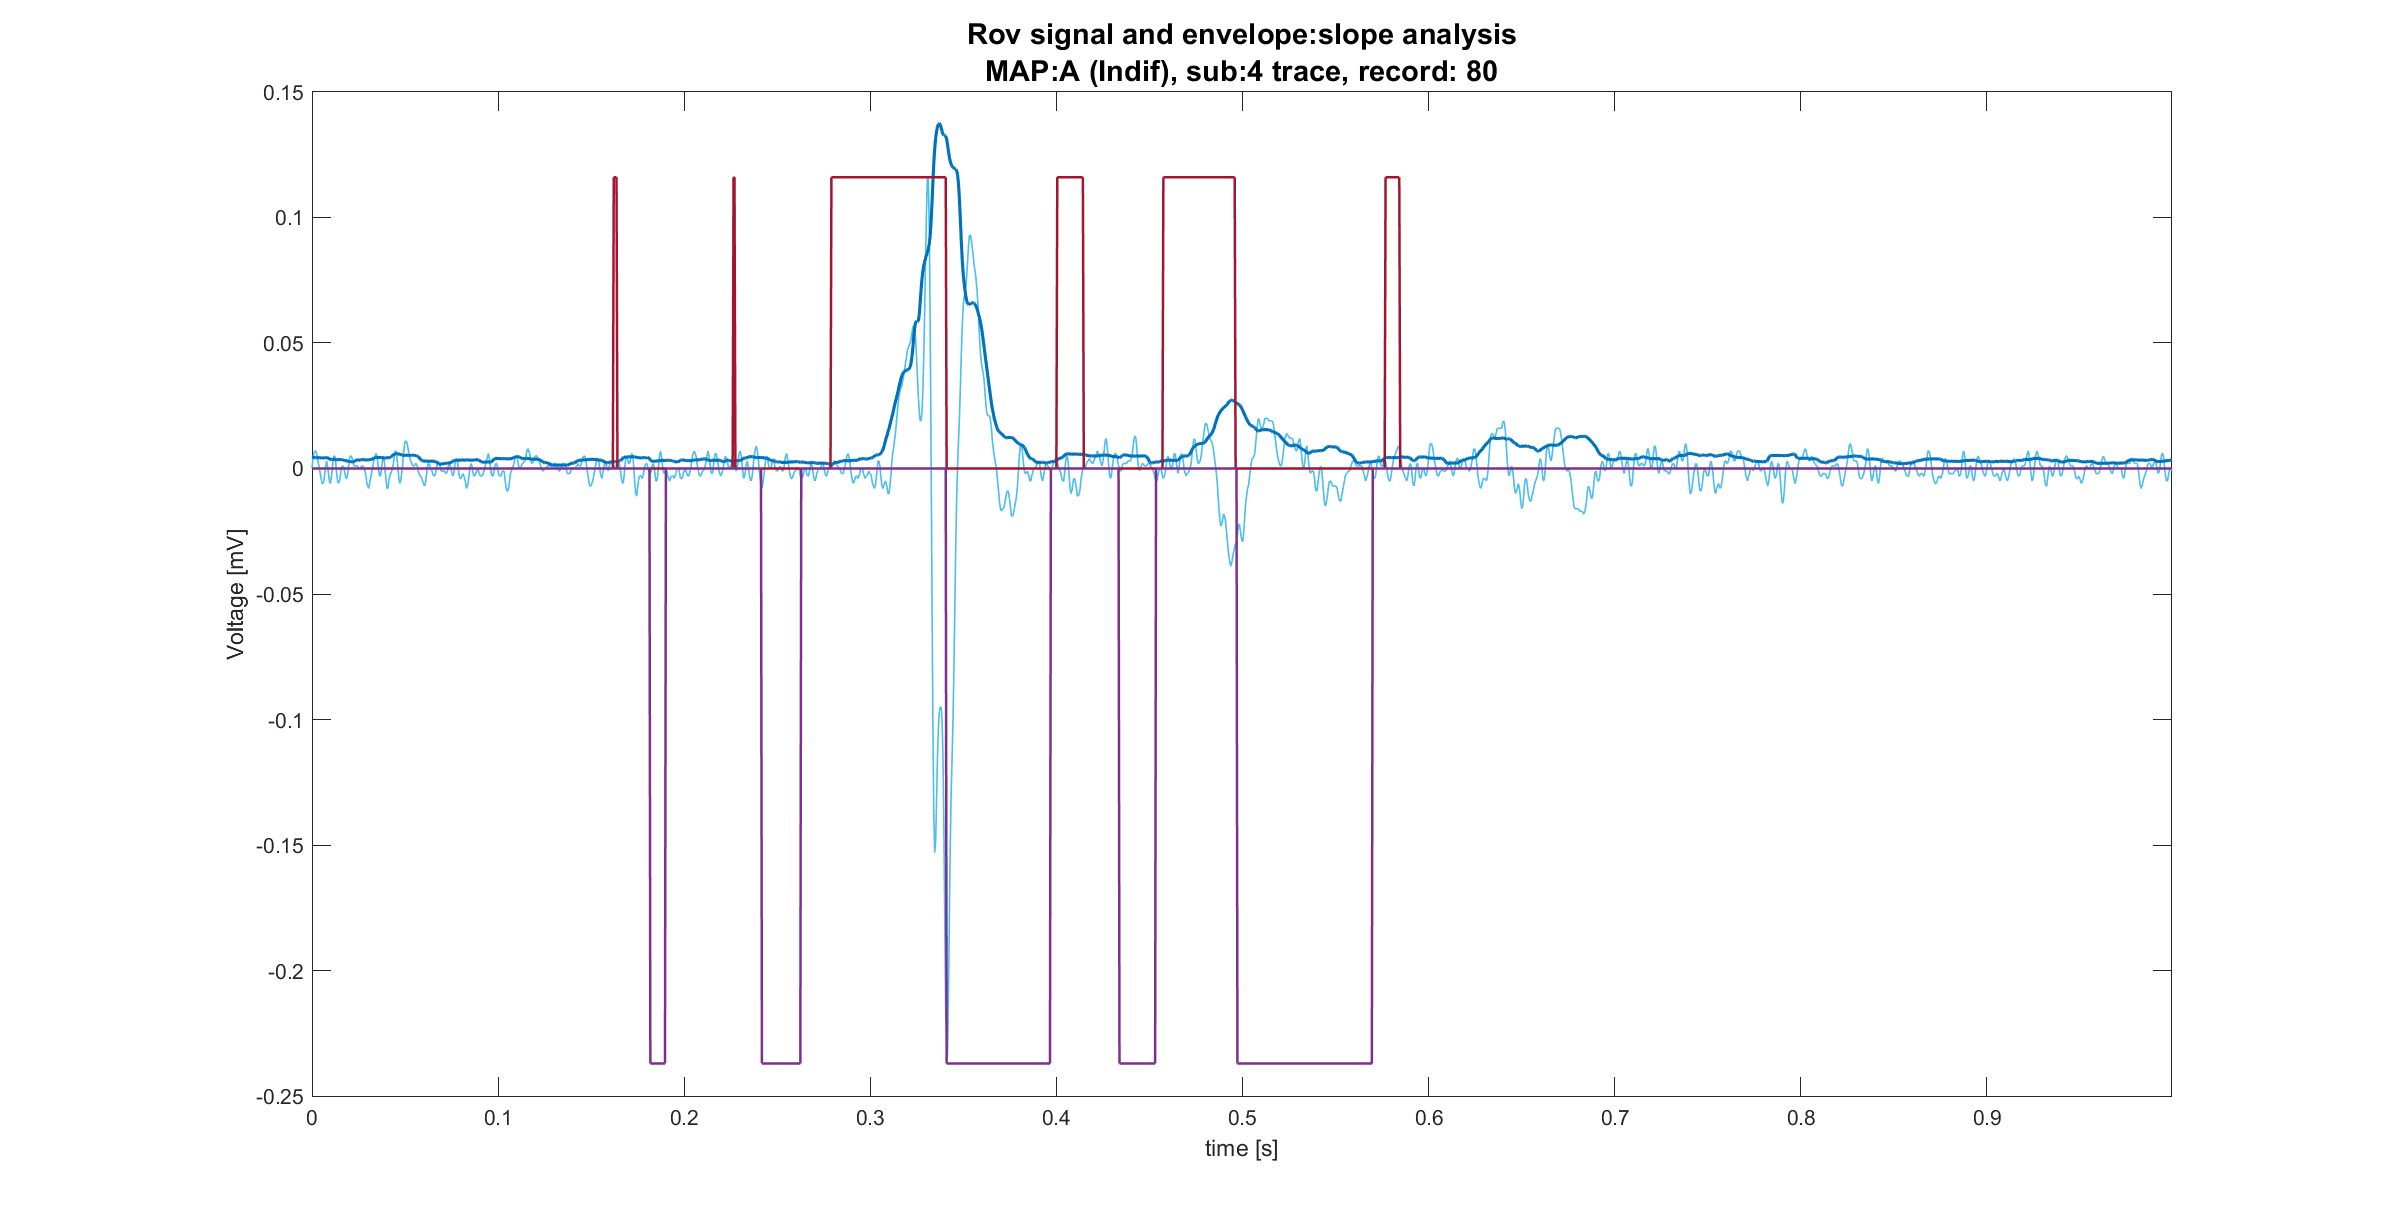 Rov signal and envelope:slope analysis
MAP:A (Indif), sub:4 trace, record: 80
0.15
0.1
0.05
0
-0.05
-0.1
-0.15
-0.2
-0.25
Voltage [mV]
0 0.1 0.2 0.3 0.4 0.5 0.6 0.7 0.8 0.9
time [s]